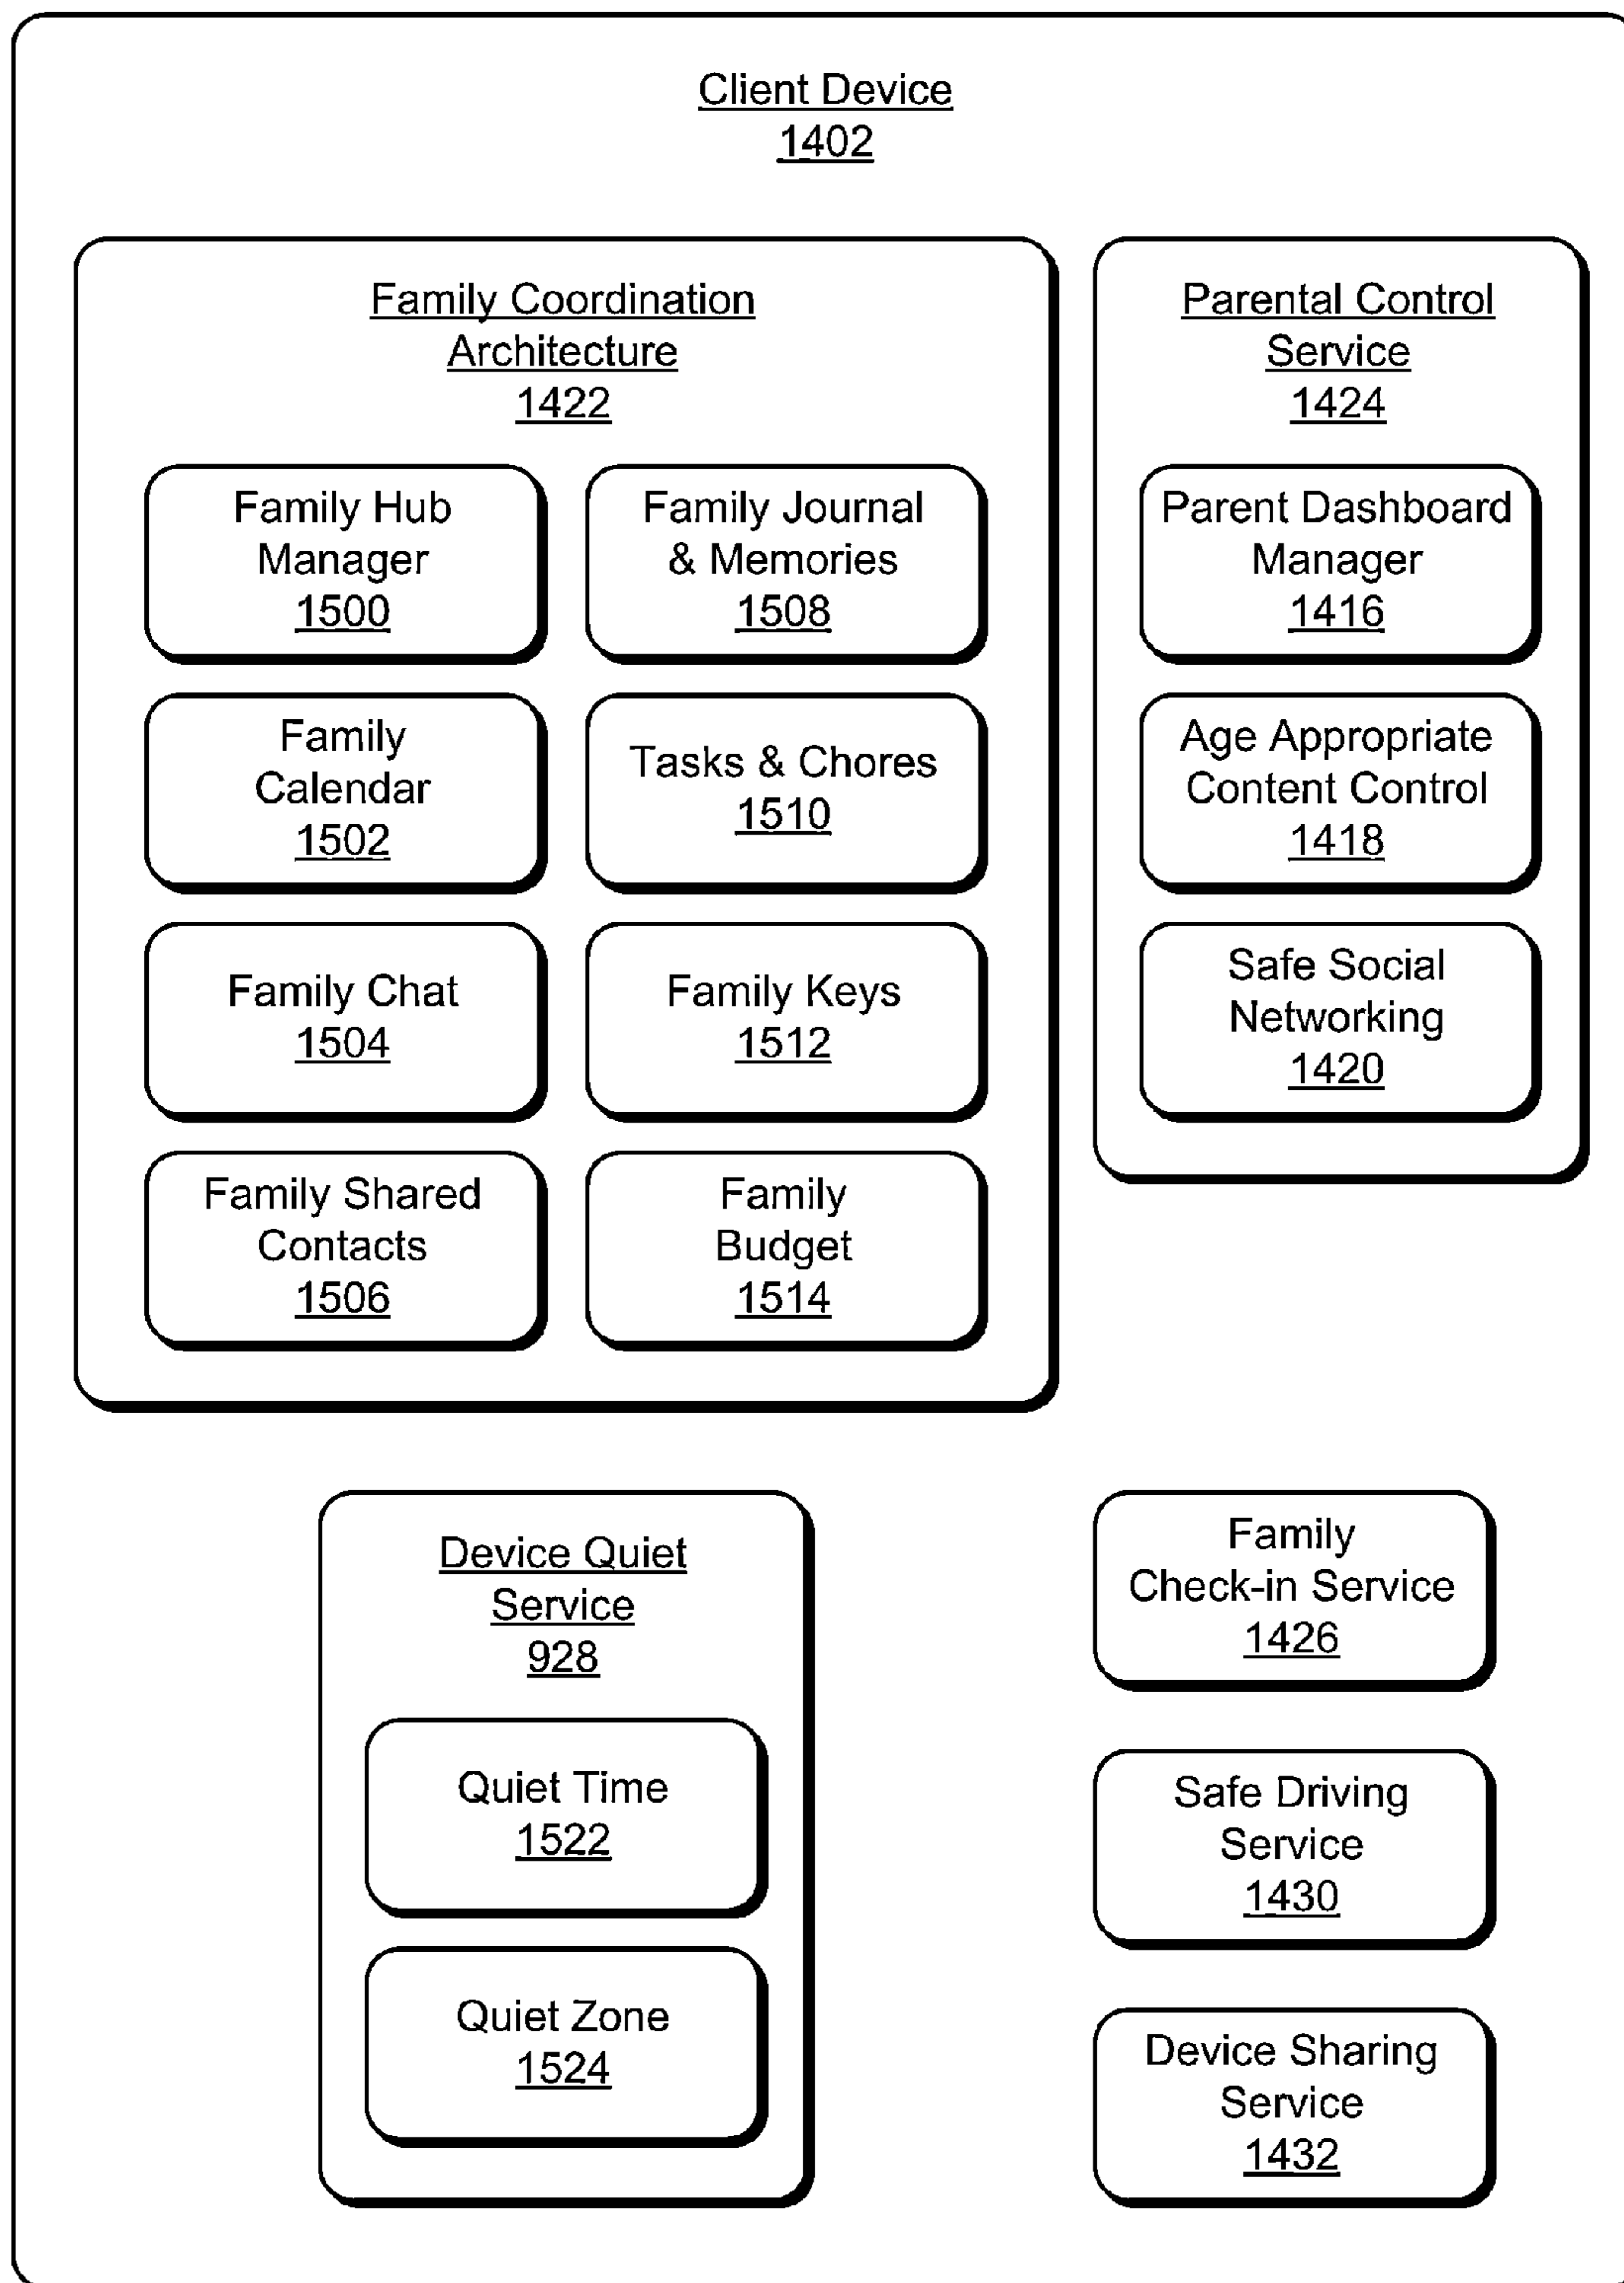 Client Device
1402
Family Coordination
Architecture
1422
Family Hub
Manager
1500
Family Journal
& Memories
1508
Family
Calendar
1502
Tasks & Chores
1510
Family Chat
1504
Family Keys
1512
Family Shared
Contacts
1506
Family
Budget
1514
Parental Control
Service
1424
Parent Dashboard
Manager
1416
Age Appropriate
Content Control
1418
Safe Social
Networking
1420
Device Quiet
Service
928
Quiet Time
1522
Quiet Zone
1524
Family
Check-in Service
1426
Safe Driving
Service
1430
Device Sharing
Service
1432